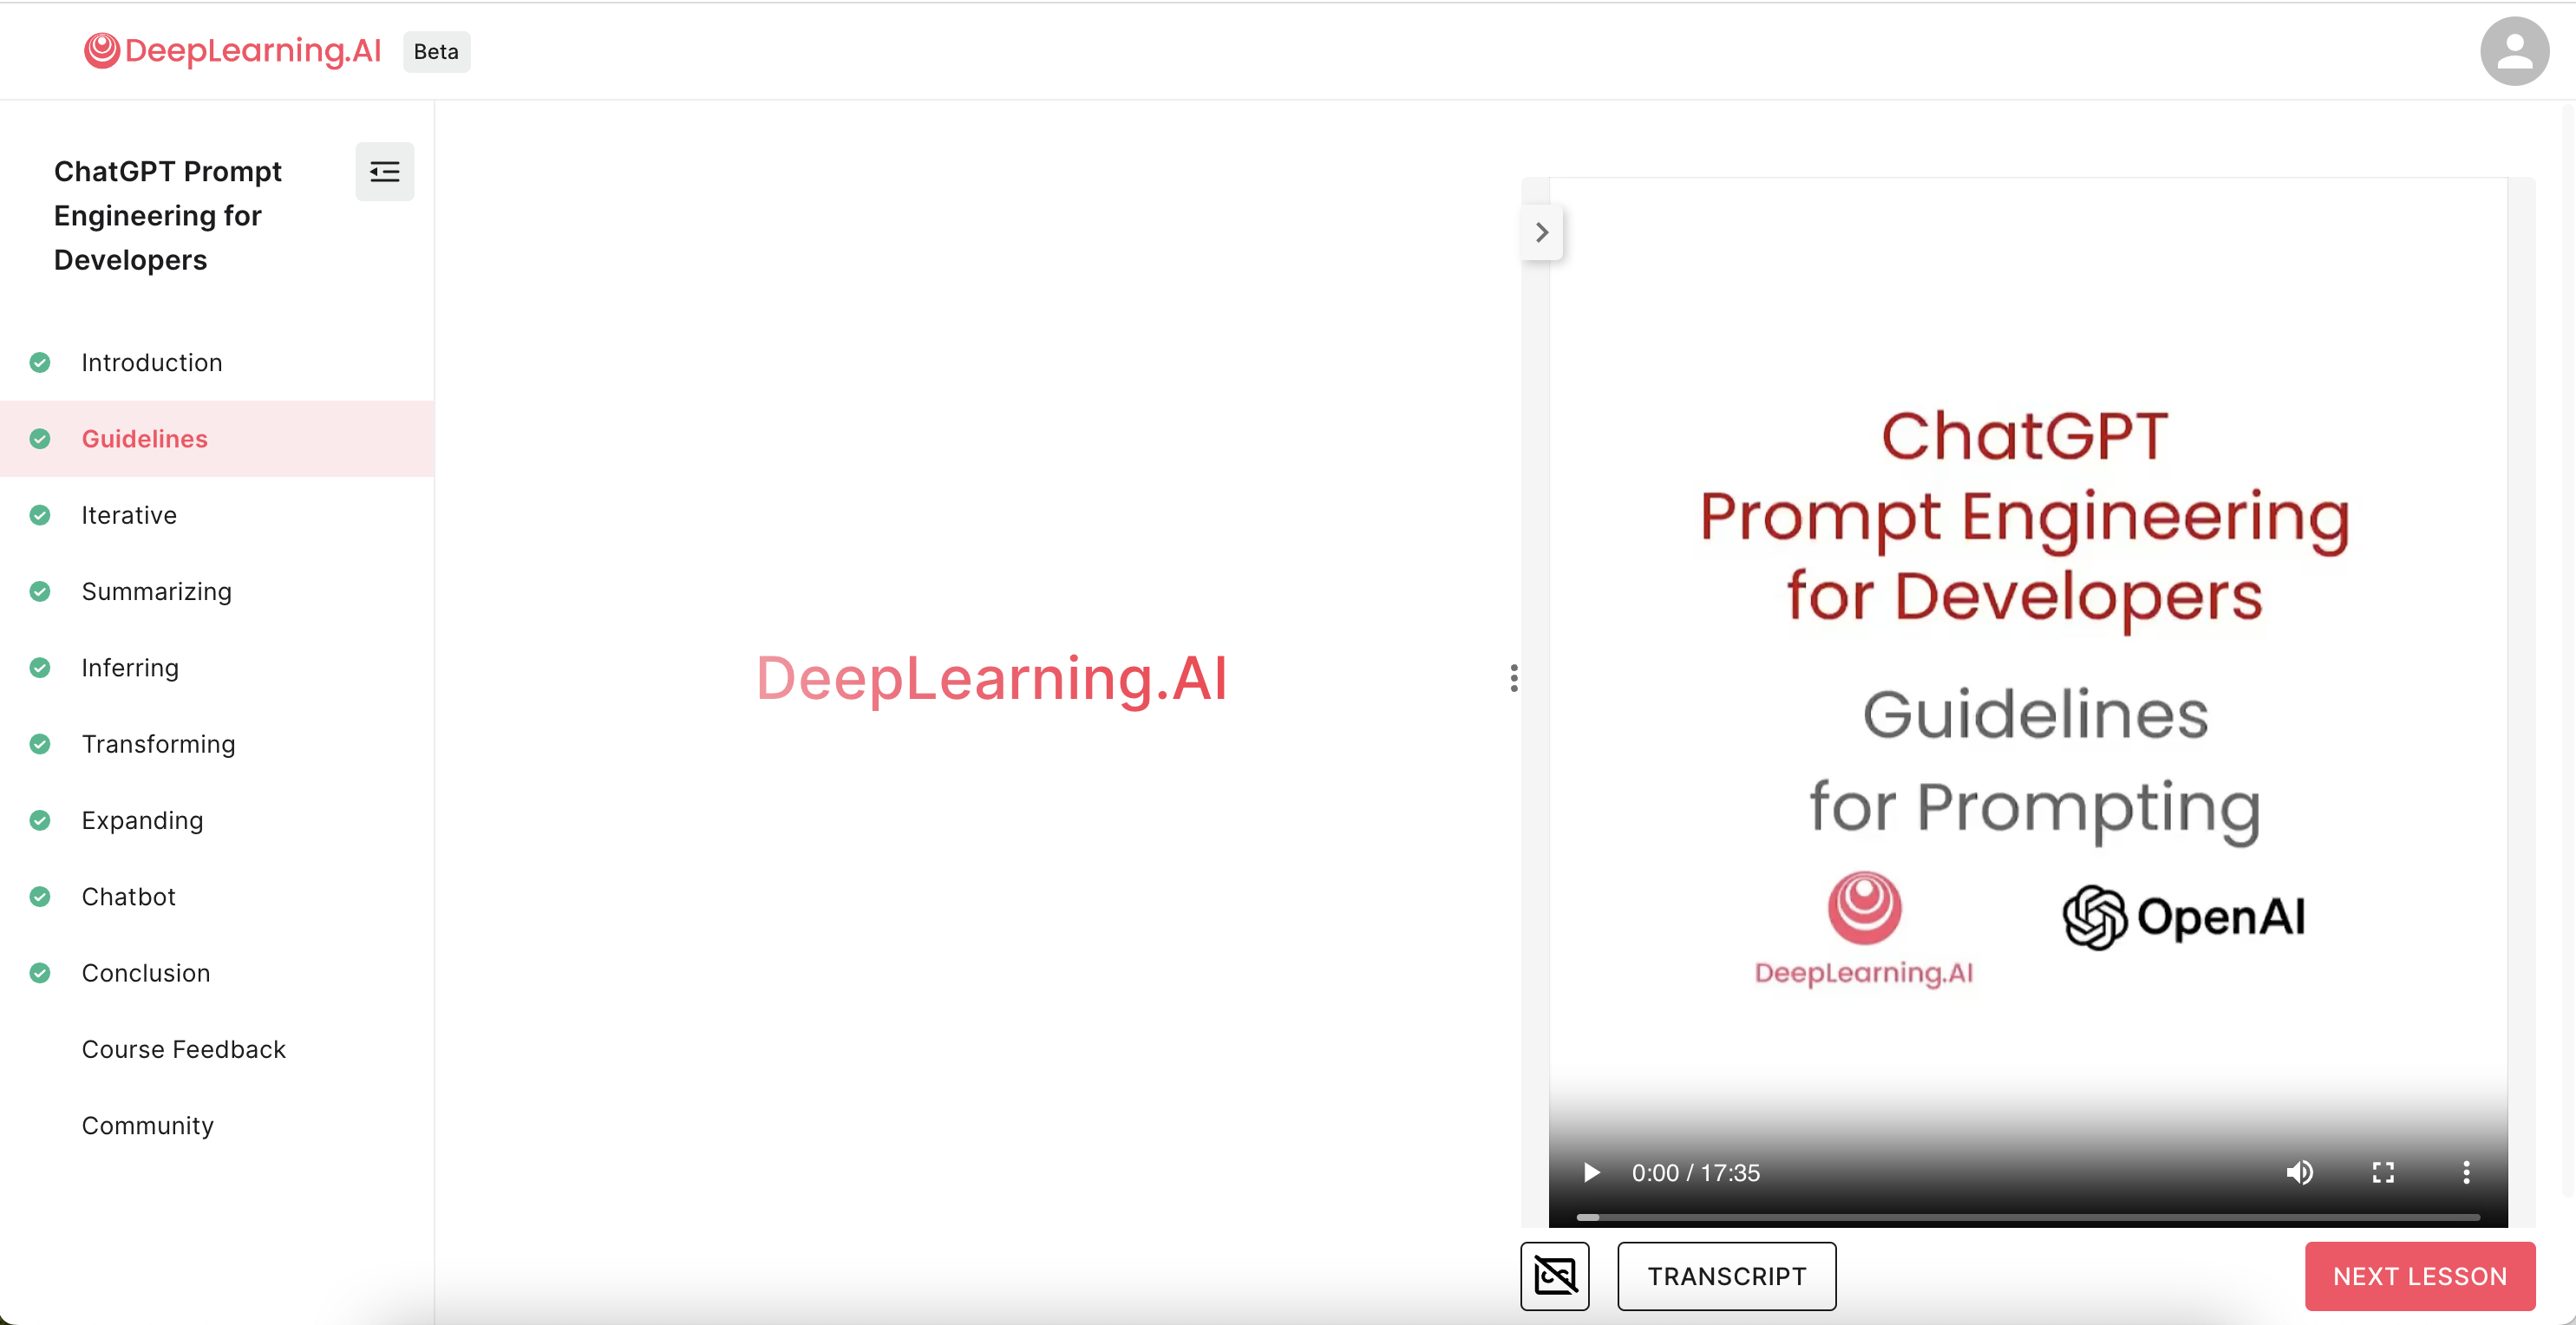 DeepLearning.AI Beta
ChatGPT Prompt
Engineering for
Developers
Introduction
Guidelines
Iterative
Summarizing
Inferring
Transforming
Expanding
Chatbot
Conclusion
Course Feedback
Community
DeepLearning.AI
ChatGPT
Prompt Engineering
for Developers
Guidelines
for Prompting
DeepLearning.AI
OpenAI
0:00 / 17:35
CC
TRANSCRIPT
NEXT LESSON